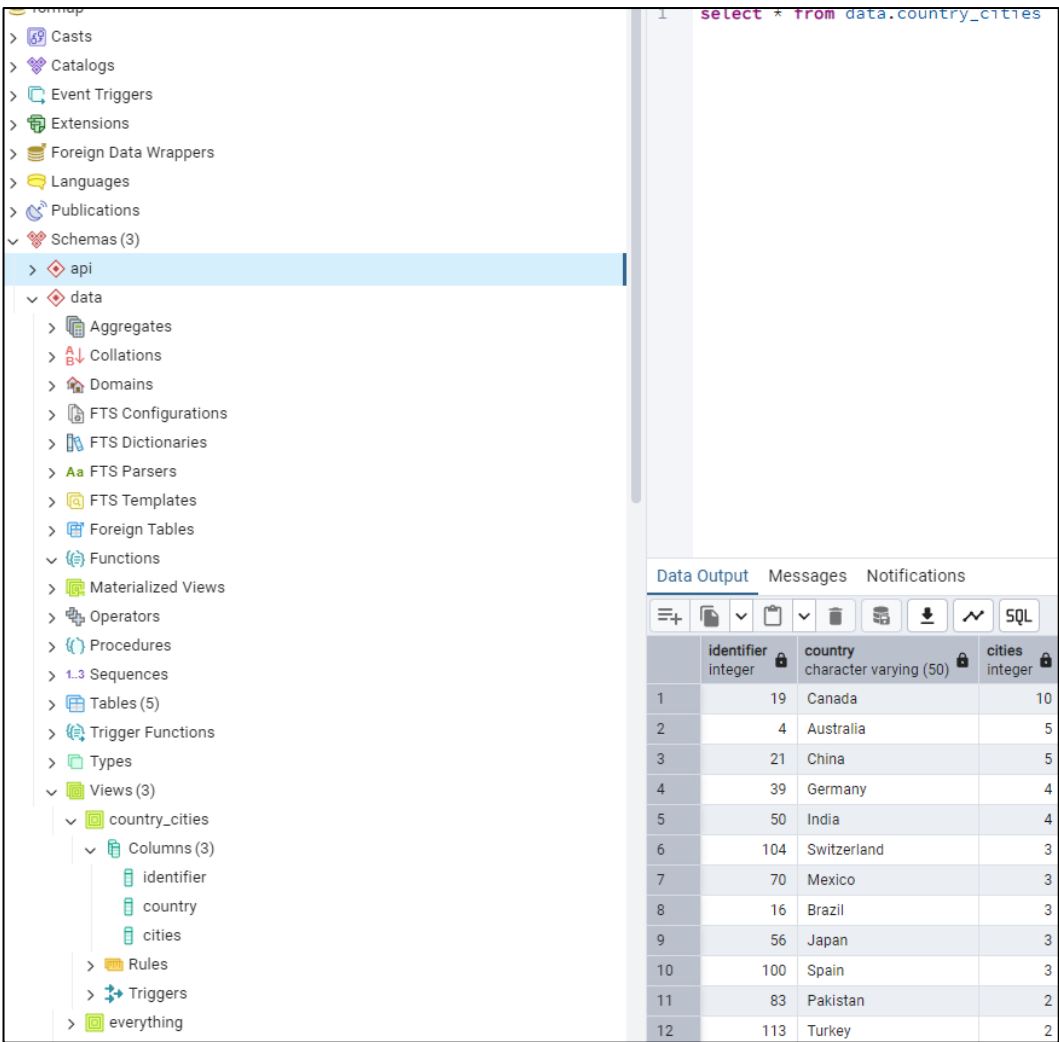 Casts
Catalogs
Event Triggers
Extensions
Foreign Data Wrappers
Languages
Publications
Schemas (3)
api
data
Aggregates
A
B
Collations
Domains
FTS Configurations
FTS Dictionaries
Aa FTS Parsers
FTS Templates
Foreign Tables
Functions
Materialized Views
Operators
Procedures
1..3 Sequences
Tables (5)
Trigger Functions
Types
Views (3)
country_cities
Columns (3)
identifier
country
cities
Rules
Triggers
everything
1 select * from data.country_cities
Data Output Messages Notifications
SQL
identifier country cities
integer character varying (50) integer
1 19 Canada 10
2 4 Australia 5
3 21 China 5
4 39 Germany 4
5 50 India 4
6 104 Switzerland 3
7 70 Mexico 3
8 16 Brazil 3
9 56 Japan 3
10 100 Spain 3
11 83 Pakistan 2
12 113 Turkey 2